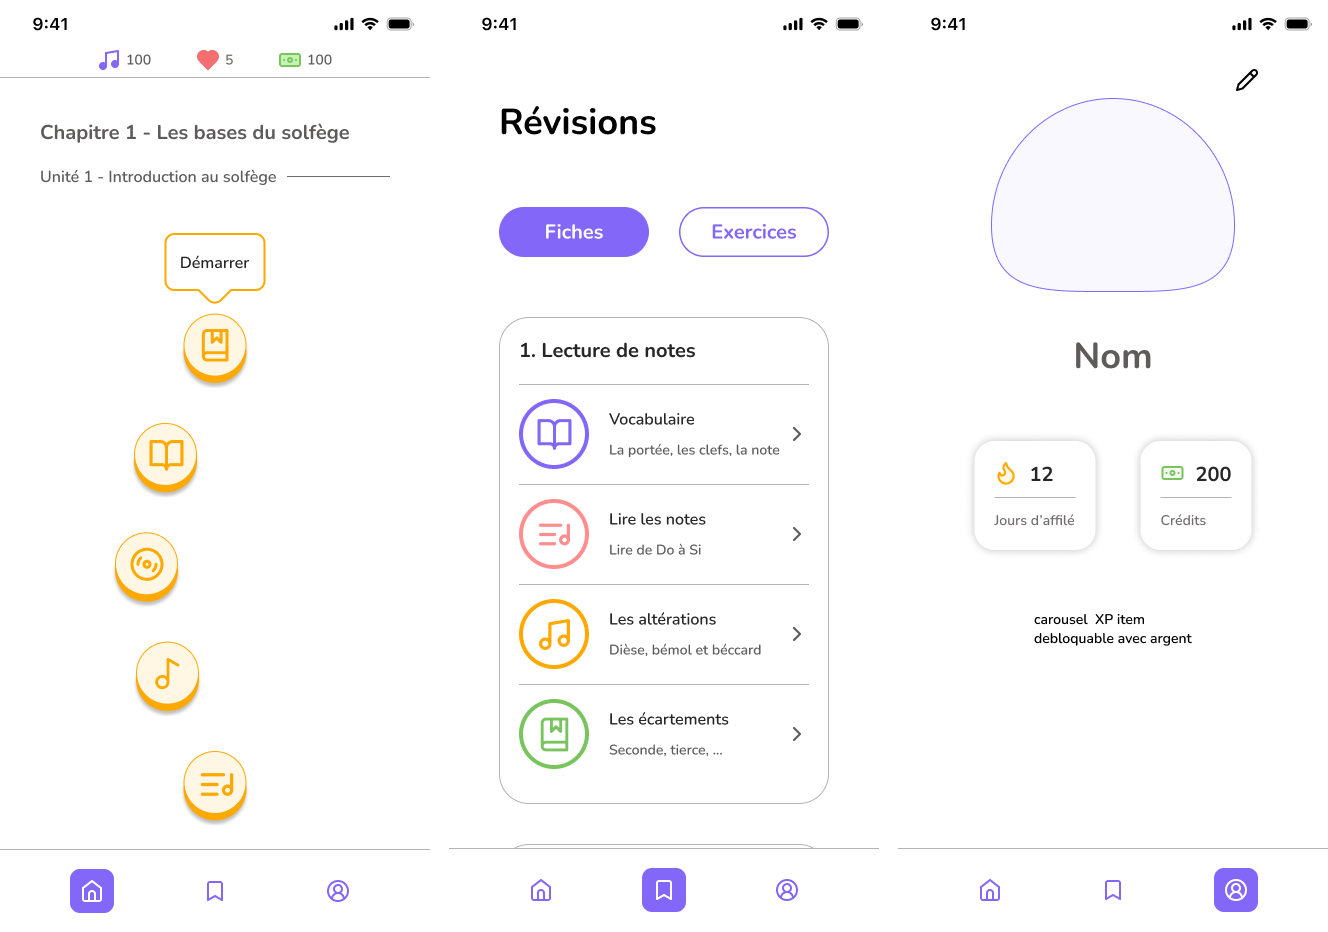 9:41
100
5
100
Chapitre 1 - Les bases du solfège
Unité 1 - Introduction au solfège
Démarrer
9:41
Révisions
Fiches
Exercices
1. Lecture de notes
Vocabulaire
La portée, les clefs, la note
Lire les notes
Lire de Do à Si
Les altérations
Dièse, bémol et béccard
Les écartements
Seconde, tierce, ...
9:41
Nom
12
Jours d'affilé
200
Crédits
carousel XP item
debloquable avec argent